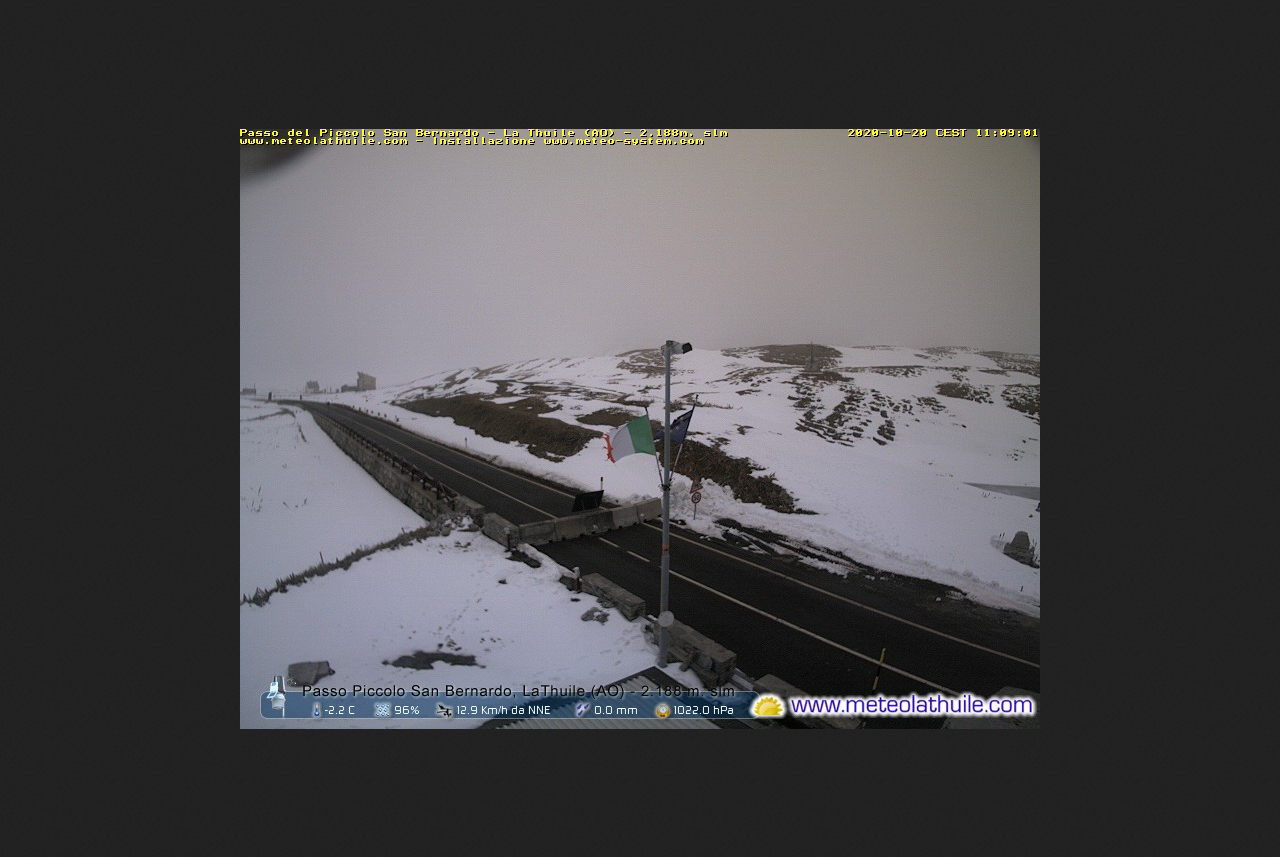 Passo del Piccolo San Bernardo - La Thuile (AO) - 2.188m. slm
2020-10-20 CEST 11:09:01
www.meteolathuile.com - Installazione www.meteo-system.com
Passo Piccolo San Bernardo, LaThuile (AO) - 2.188 m. slm
-2.2 C 96% 12.9 Km/h da NNE 0.0 mm 1022.0 hPa
www.meteolathuile.com